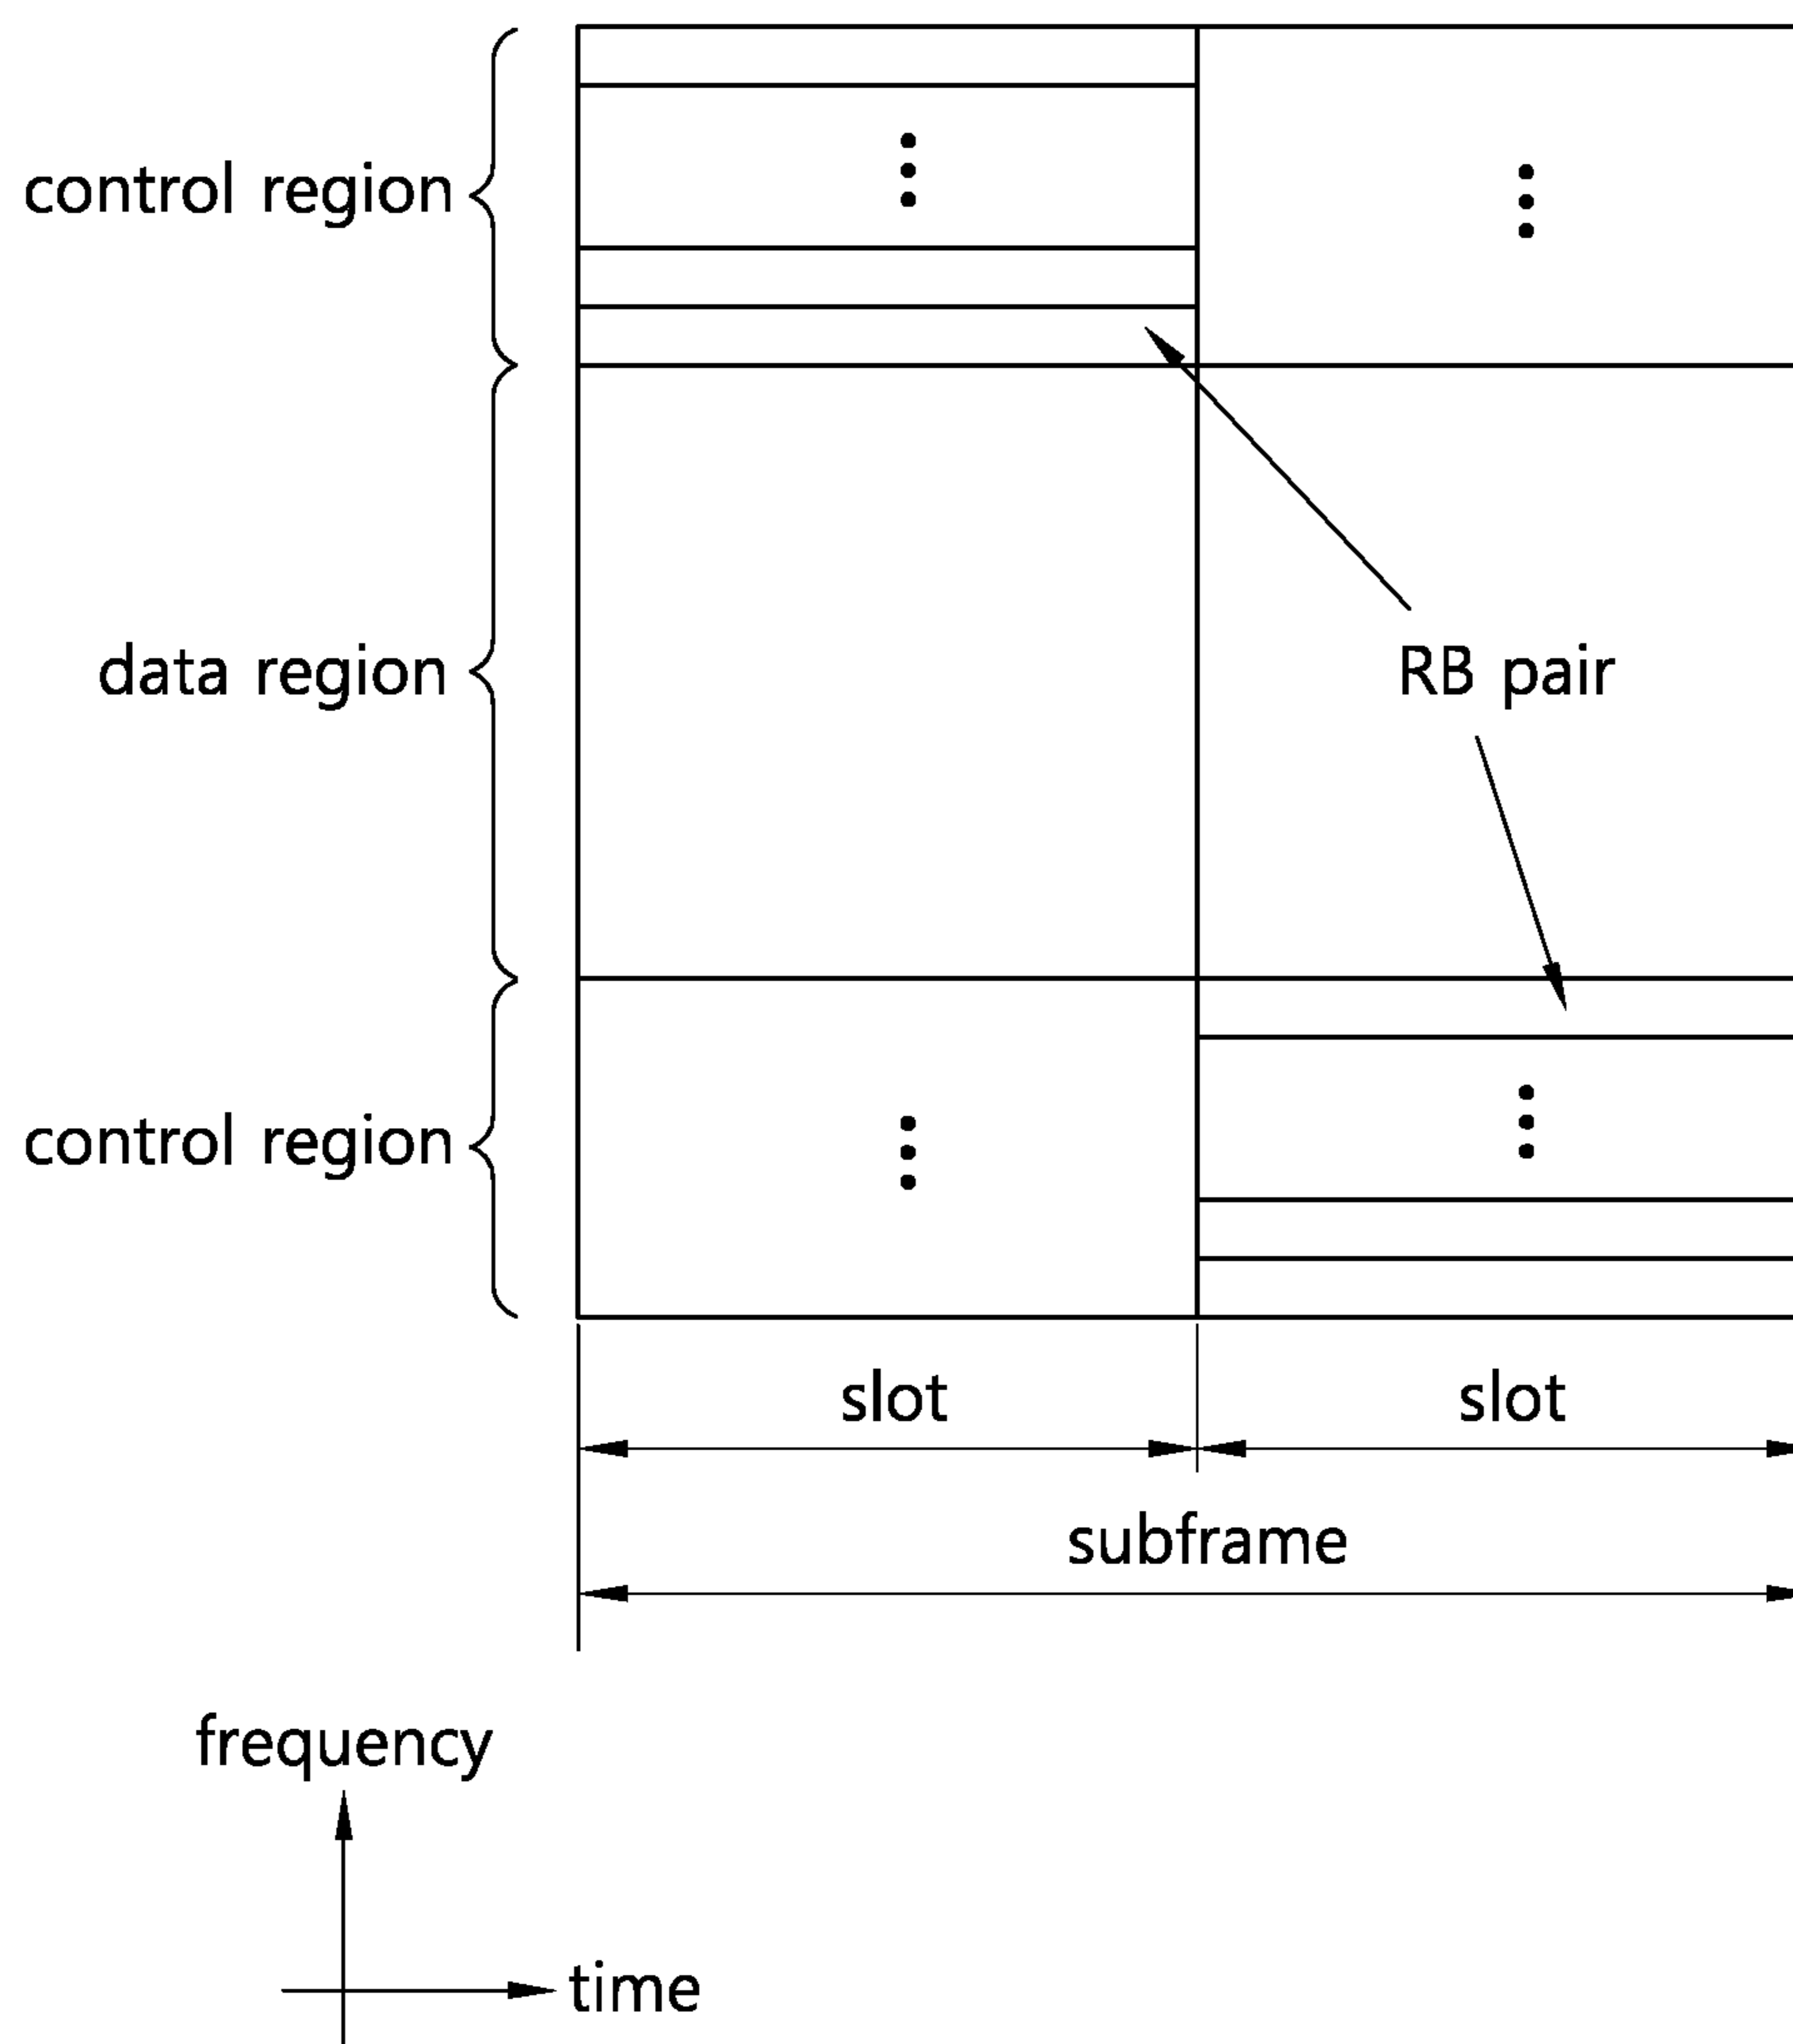 control region
data region
RB pair
control region
slot
slot
subframe
frequency
time